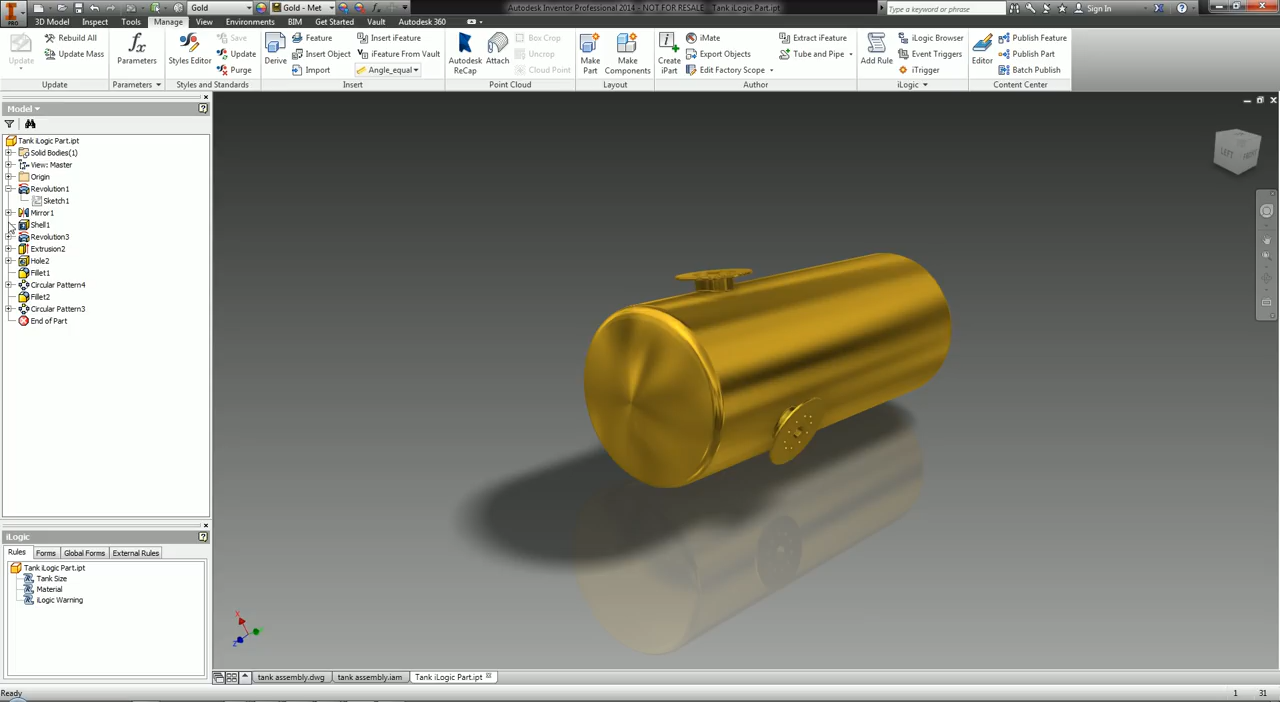 Gold
Gold - Met
Autodesk Inventor Professional 2014 - NOT FOR RESALE - Tank iLogic Part.ipt
Type a keyword or phrase
Sign In
PRO
3D Model
Inspect
Tools
Manage
View
Environments
BIM
Get Started
Vault
Autodesk 360
Update
Rebuild All
Update Mass
Update
Parameters
Parameters
Styles Editor
Save
Update
Purge
Styles and Standards
Derive
Feature
Insert Object
Import
Insert iFeature
iFeature From Vault
Angle_equal
Insert
Autodesk ReCap
Attach
Box Crop
Uncrop
Cloud Point
Point Cloud
Make Part
Make Components
Layout
Create iPart
iMate
Export Objects
Edit Factory Scope
Extract iFeature
Tube and Pipe
Author
Add Rule
iLogic Browser
Event Triggers
iTrigger
iLogic
Editor
Publish Feature
Publish Part
Batch Publish
Content Center
Model
Tank iLogic Part.ipt
Solid Bodies(1)
View: Master
Origin
Revolution1
Sketch1
Mirror1
Shell1
Revolution3
Extrusion2
Hole2
Fillet1
Circular Pattern4
Fillet2
Circular Pattern3
End of Part
LEFT
FRONT
iLogic
Rules
Forms
Global Forms
External Rules
Tank iLogic Part.ipt
Tank Size
Material
iLogic Warning
X
Z
tank assembly.dwg
tank assembly.iam
Tank iLogic Part.ipt
Ready
1
31